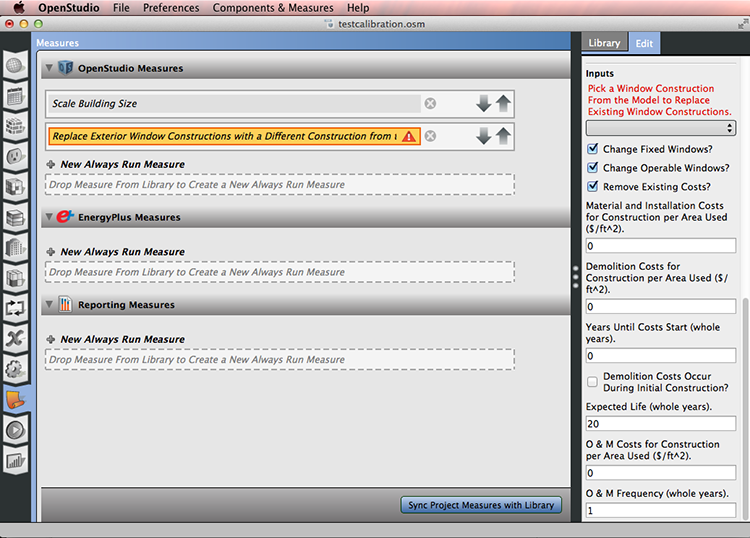 OpenStudio File Preferences Components & Measures Help
testcalibration.osm
Measures
OpenStudio Measures
Scale Building Size
Replace Exterior Window Constructions with a Different Construction from t
New Always Run Measure
Drop Measure From Library to Create a New Always Run Measure
EnergyPlus Measures
New Always Run Measure
Drop Measure From Library to Create a New Always Run Measure
Reporting Measures
New Always Run Measure
Drop Measure From Library to Create a New Always Run Measure
Sync Project Measures with Library
Library Edit
Inputs
Pick a Window Construction
From the Model to Replace
Existing Window Constructions.
Change Fixed Windows?
Change Operable Windows?
Remove Existing Costs?
Material and Installation Costs
for Construction per Area Used
($/ft^2).
0
Demolition Costs for
Construction per Area Used ($/
ft^2).
0
Years Until Costs Start (whole
years).
0
Demolition Costs Occur
During Initial Construction?
Expected Life (whole years).
20
O & M Costs for Construction
per Area Used ($/ft^2).
0
O & M Frequency (whole years).
1